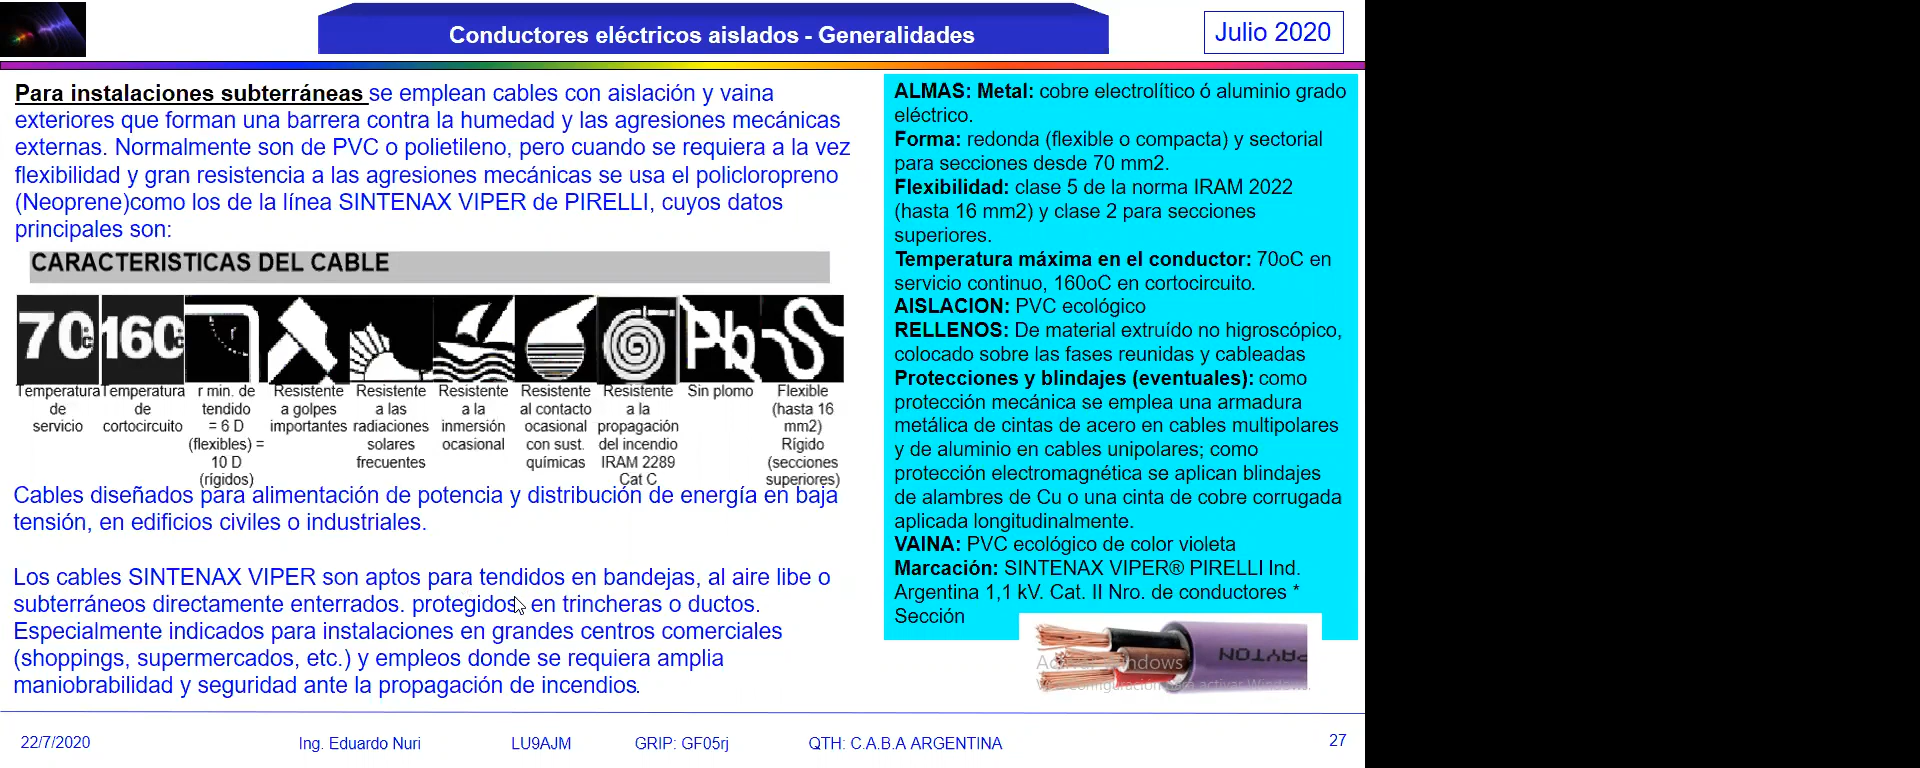 Conductores eléctricos aislados - Generalidades
Julio 2020
Para instalaciones subterráneas se emplean cables con aislación y vaina
exteriores que forman una barrera contra la humedad y las agresiones mecánicas
externas. Normalmente son de PVC o polietileno, pero cuando se requiera a la vez
flexibilidad y gran resistencia a las agresiones mecánicas se usa el policloropreno
(Neoprene)como los de la línea SINTENAX VIPER de PIRELLI, cuyos datos
principales son:
CARACTERISTICAS DEL CABLE
70°C
160°C
r
Pb
Temperatura
de
servicio
Temperatura
de
cortocircuito
r min. de
tendido
= 6 D
(flexibles) =
10 D
(rígidos)
Resistente
a golpes
importantes
Resistente
a las
radiaciones
solares
frecuentes
Resistente
a la
inmersión
ocasional
Resistente
al contacto
ocasional
con sust.
químicas
Resistente
a la
propagación
del incendio
IRAM 2289
Cat C
Sin plomo
Flexible
(hasta 16
mm2)
Rígido
(secciones
superiores)
Cables diseñados para alimentación de potencia y distribución de energía en baja
tensión, en edificios civiles o industriales.
Los cables SINTENAX VIPER son aptos para tendidos en bandejas, al aire libe o
subterráneos directamente enterrados. protegidos, en trincheras o ductos.
Especialmente indicados para instalaciones en grandes centros comerciales
(shoppings, supermercados, etc.) y empleos donde se requiera amplia
maniobrabilidad y seguridad ante la propagación de incendios.
ALMAS: Metal: cobre electrolítico ó aluminio grado
eléctrico.
Forma: redonda (flexible o compacta) y sectorial
para secciones desde 70 mm2.
Flexibilidad: clase 5 de la norma IRAM 2022
(hasta 16 mm2) y clase 2 para secciones
superiores.
Temperatura máxima en el conductor: 70oC en
servicio continuo, 160oC en cortocircuito.
AISLACION: PVC ecológico
RELLENOS: De material extruído no higroscópico,
colocado sobre las fases reunidas y cableadas
Protecciones y blindajes (eventuales): como
protección mecánica se emplea una armadura
metálica de cintas de acero en cables multipolares
y de aluminio en cables unipolares; como
protección electromagnética se aplican blindajes
de alambres de Cu o una cinta de cobre corrugada
aplicada longitudinalmente.
VAINA: PVC ecológico de color violeta
Marcación: SINTENAX VIPER® PIRELLI Ind.
Argentina 1,1 kV. Cat. II Nro. de conductores *
Sección
PAYTON
Activar Windows
Ve a Configuración para activar Windows.
22/7/2020
Ing. Eduardo Nuri
LU9AJM
GRIP: GF05rj
QTH: C.A.B.A ARGENTINA
27